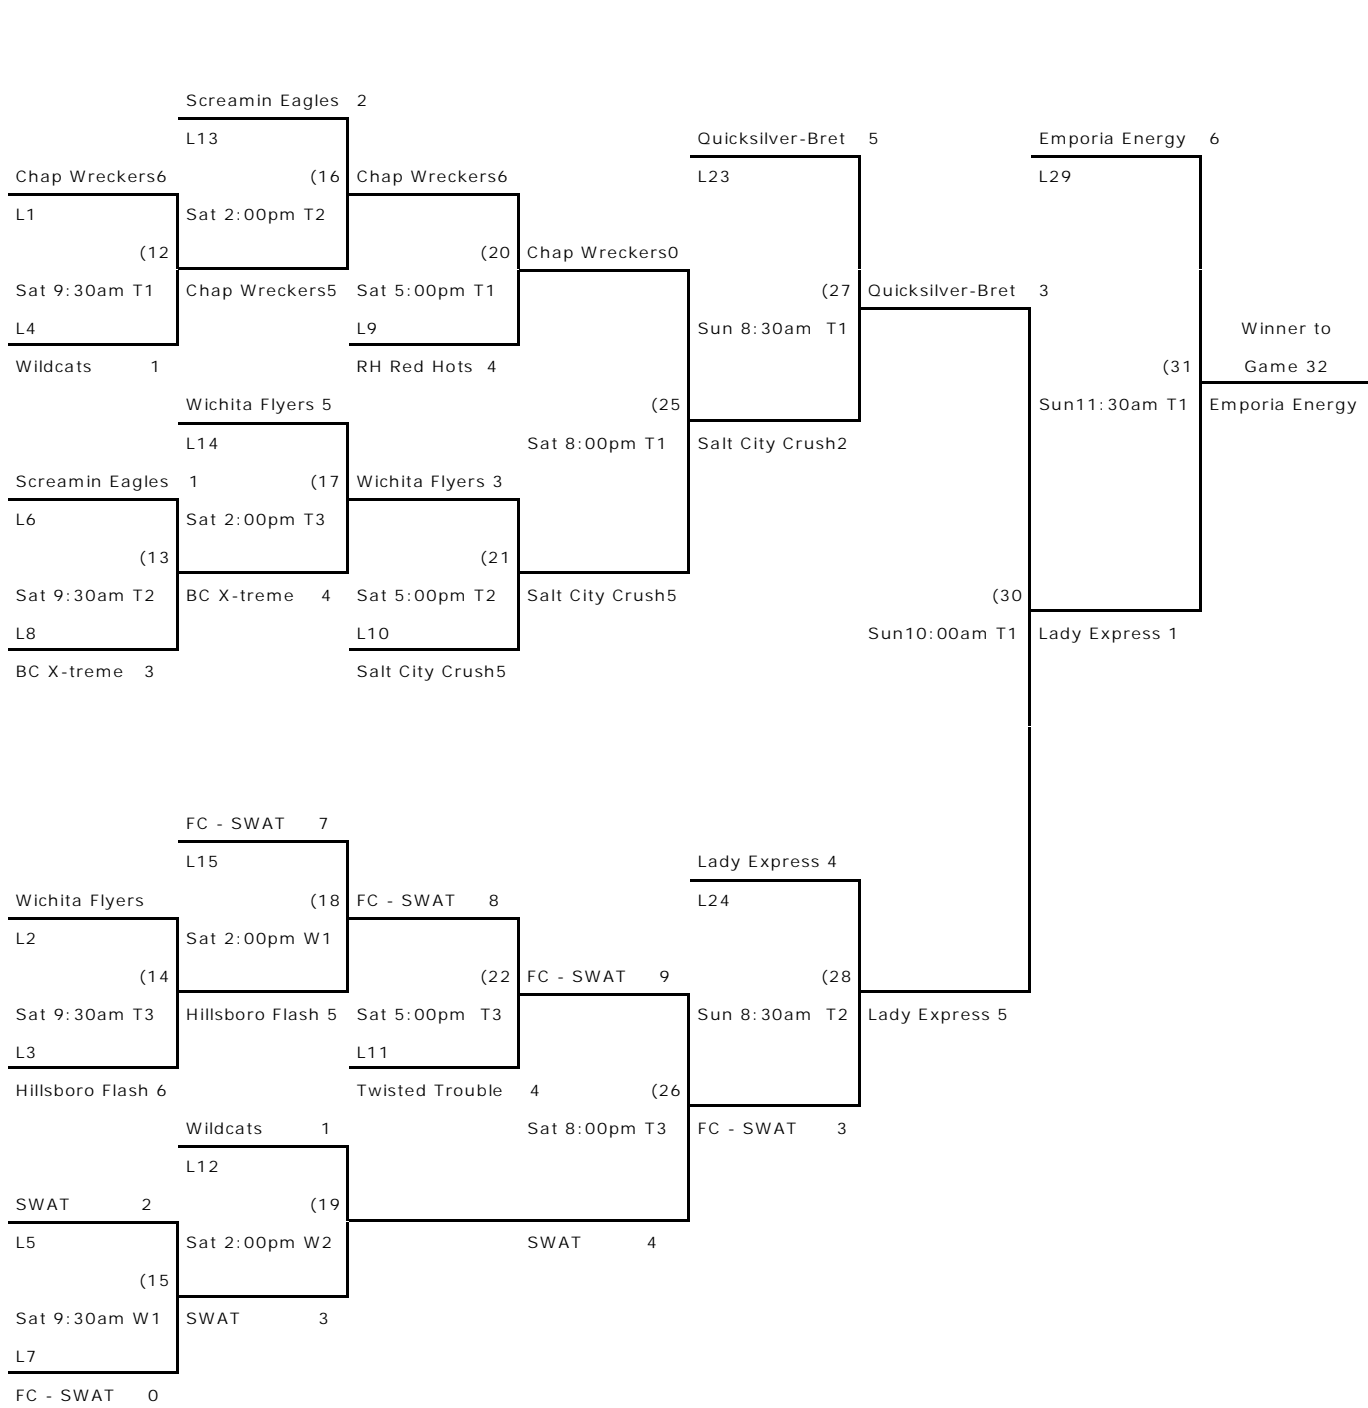 Screamin Eagles 2
L13
Quicksilver-Bret 5
Emporia Energy 6
Chap Wreckers6
(16
Chap Wreckers6
L23
L29
L1
Sat 2:00pm T2
(12
(20
Chap Wreckers0
Sat 9:30am T1
Chap Wreckers5
Sat 5:00pm T1
(27
Quicksilver-Bret 3
L4
L9
Sun 8:30am T1
Winner to
Wildcats 1
RH Red Hots 4
(31
Game 32
Wichita Flyers 5
(25
Sun11:30am T1
Emporia Energy
L14
Sat 8:00pm T1
Salt City Crush2
Screamin Eagles 1
(17
Wichita Flyers 3
L6
Sat 2:00pm T3
(13
(21
Sat 9:30am T2
BC X-treme 4
Sat 5:00pm T2
Salt City Crush5
(30
L8
L10
Sun10:00am T1
Lady Express 1
BC X-treme 3
Salt City Crush5
FC - SWAT 7
L15
Lady Express 4
Wichita Flyers
(18
FC - SWAT 8
L24
L2
Sat 2:00pm W1
(14
(22
FC - SWAT 9
(28
Sat 9:30am T3
Hillsboro Flash 5
Sat 5:00pm T3
Sun 8:30am T2
Lady Express 5
L3
L11
Hillsboro Flash 6
Twisted Trouble 4
(26
Wildcats 1
Sat 8:00pm T3
FC - SWAT 3
L12
SWAT 2
(19
L5
Sat 2:00pm W2
SWAT 4
(15
Sat 9:30am W1
SWAT 3
L7
FC - SWAT 0